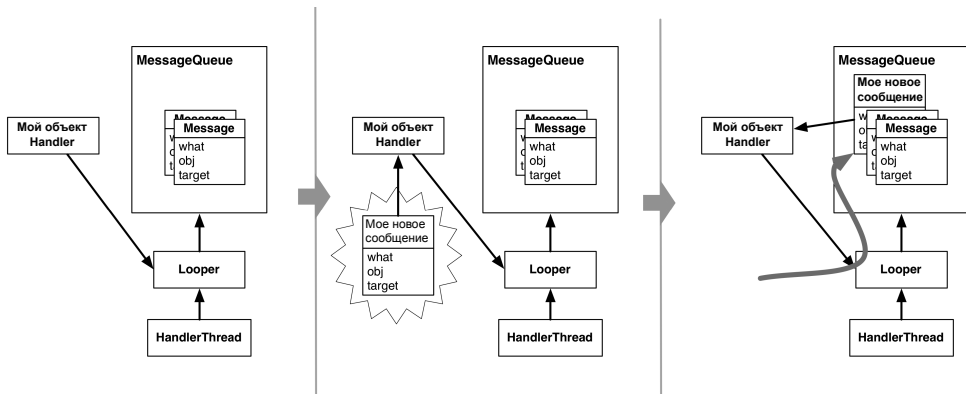 MessageQueue
Message
Message
what
obj
target
Мой объект
Handler
Looper
HandlerThread
MessageQueue
Message
Message
what
obj
target
Мой объект
Handler
Мое новое
сообщение
what
obj
target
Looper
HandlerThread
MessageQueue
Мое новое
сообщение
Message
Message
what
obj
target
Мой объект
Handler
Looper
HandlerThread